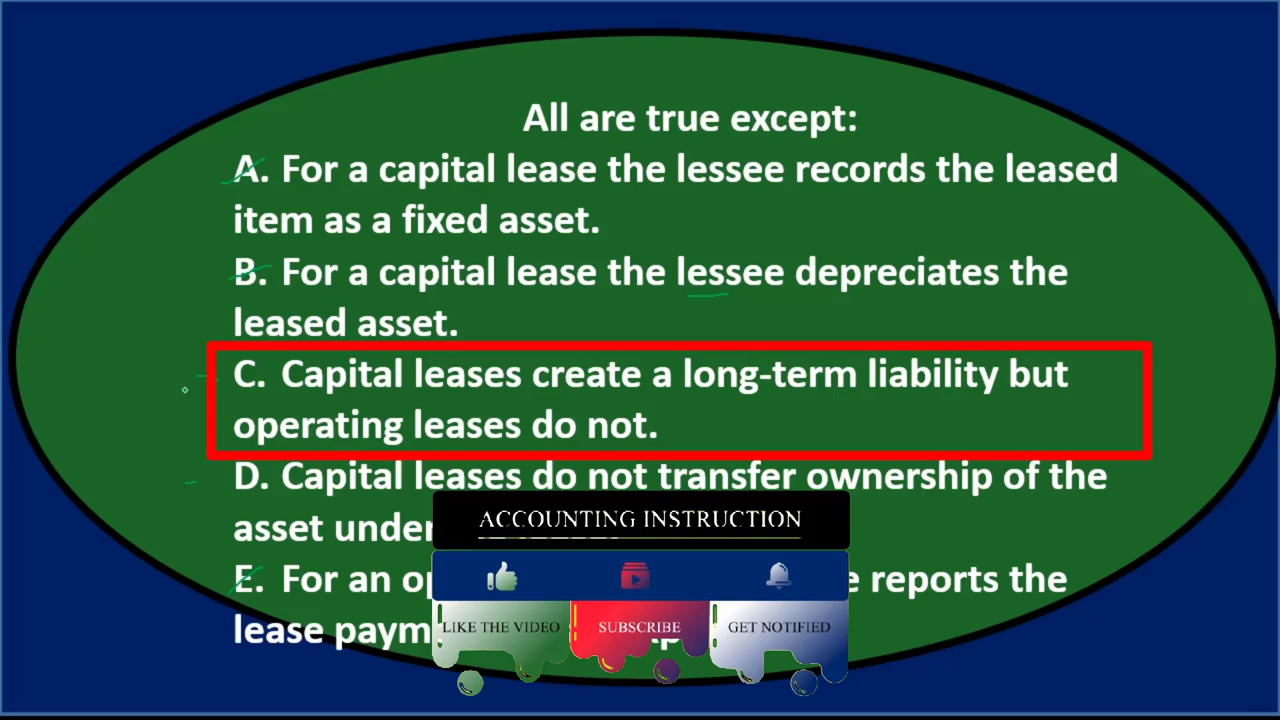 All are true except:
A. For a capital lease the lessee records the leased
item as a fixed asset.
B. For a capital lease the lessee depreciates the
leased asset.
C. Capital leases create a long-term liability but
operating leases do not.
D. Capital leases do not transfer ownership of the
asset under
ACCOUNTING INSTRUCTION
E. For an reports the
lease
LIKE THE VIDEO SUBSCRIBE GET NOTIFIED